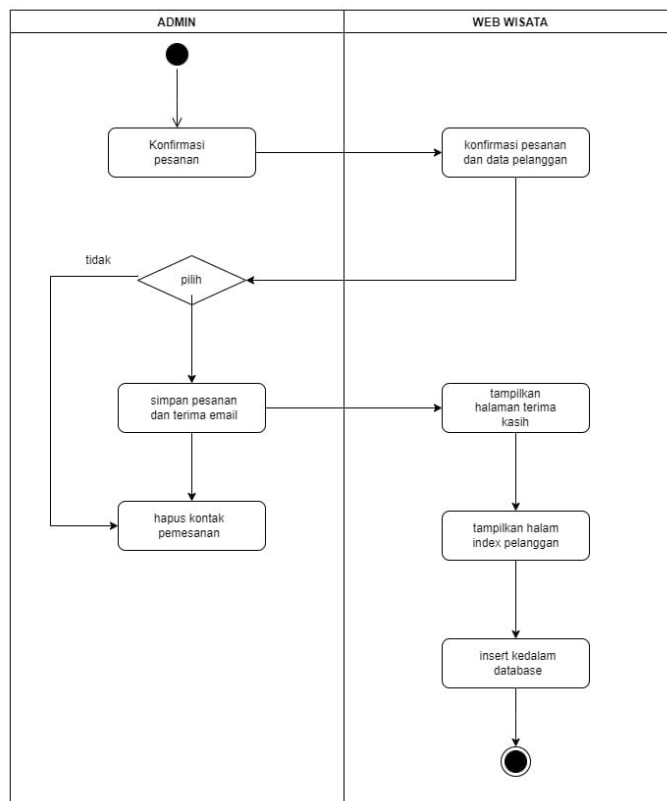 ADMIN
WEB WISATA
Konfirmasi
pesanan
konfirmasi pesanan
dan data pelanggan
tidak
pilih
simpan pesanan
dan terima email
tampilkan
halaman terima
kasih
hapus kontak
pemesanan
tampilkan halam
index pelanggan
insert kedalam
database